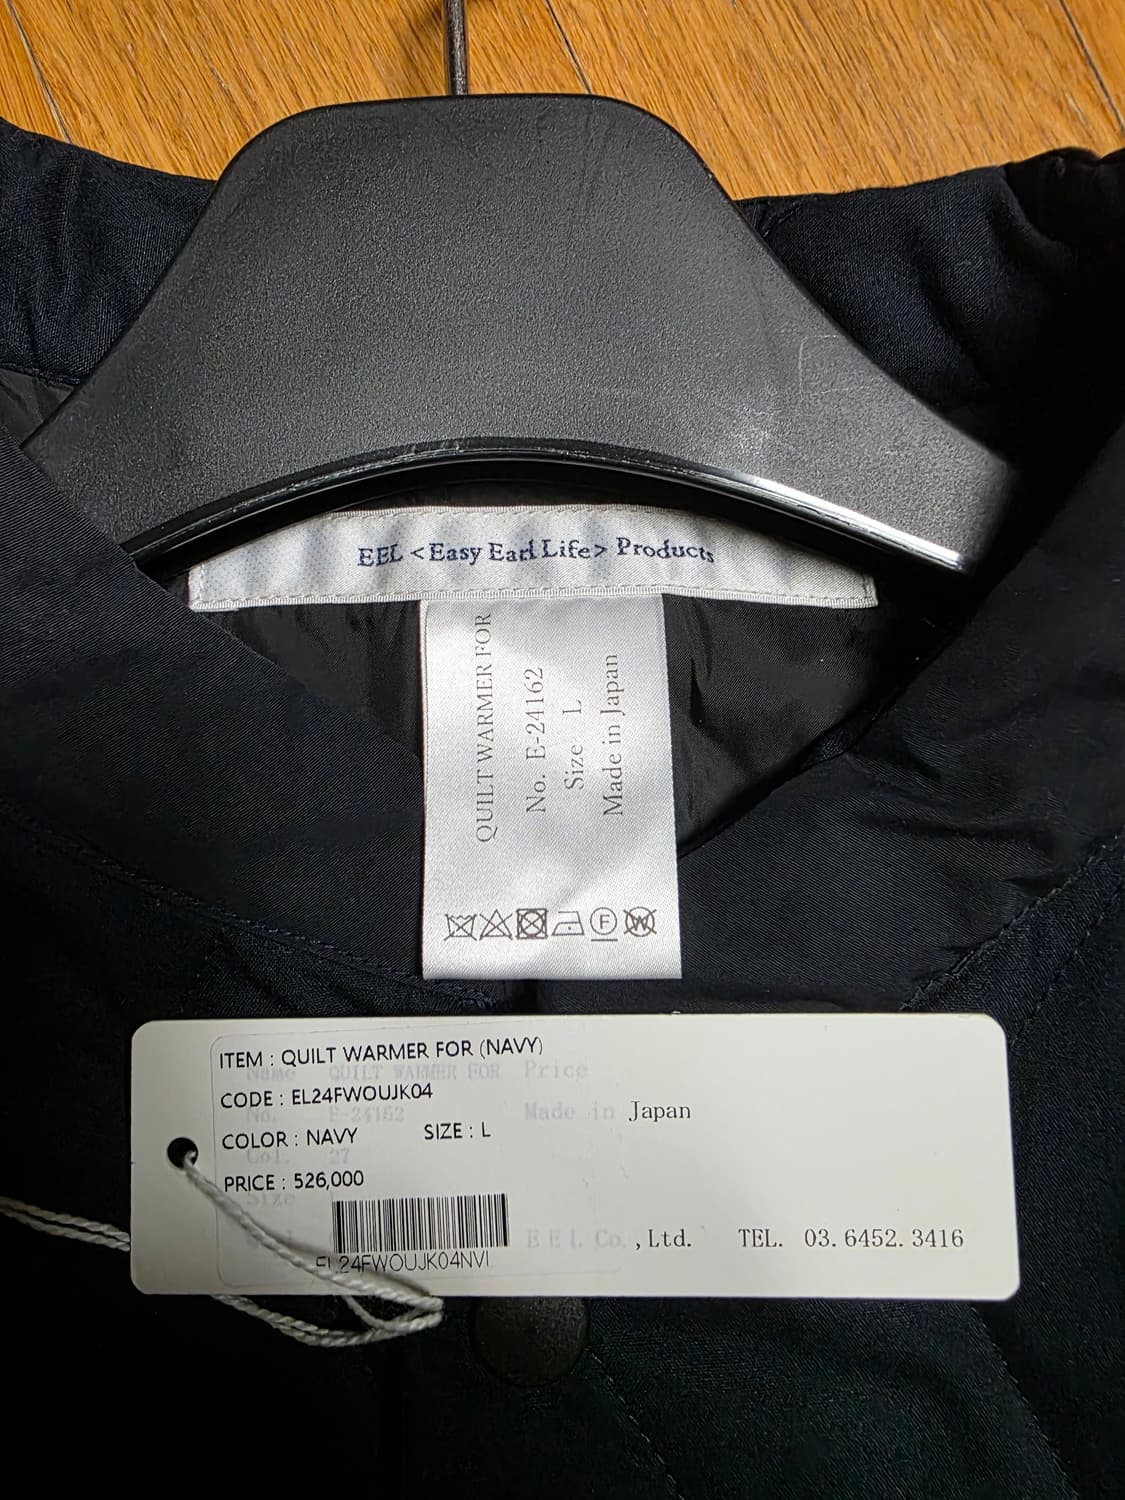 EEL <Easy Earl Life> Products
QUILT WARMER FOR
No. E-24162
Size L
Made in Japan
F
W
ITEM : QUILT WARMER FOR (NAVY)
Name QUILT WARMER FOR Price
CODE : EL24FWOUJK04
No. E-24162 Made in Japan
COLOR : NAVY SIZE : L
Col. 27
PRICE : 526,000
Size
EEL Co.,Ltd. TEL. 03.6452.3416
EL24FWOUJK04NVI